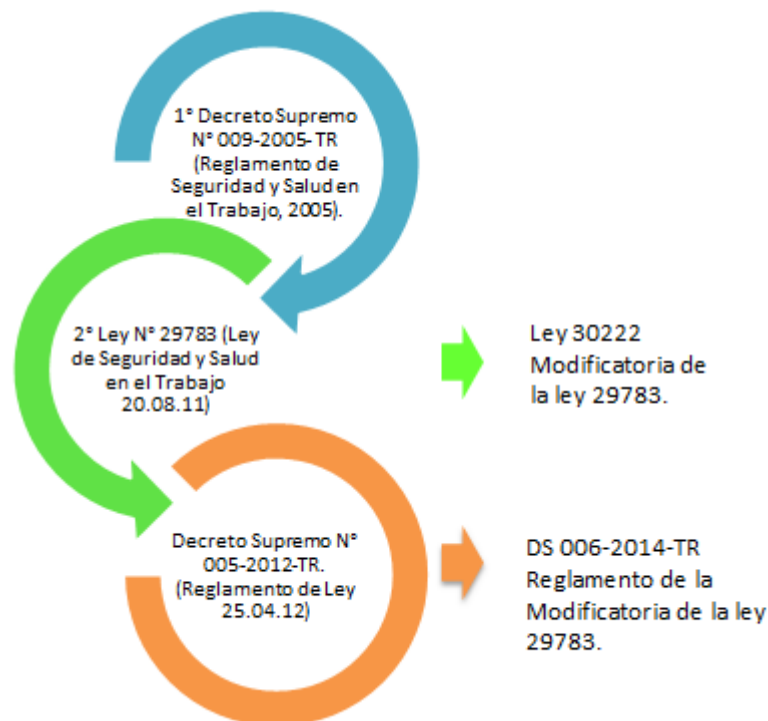 1° Decreto Supremo
N° 009-2005-TR
(Reglamento de
Seguridad y Salud en
el Trabajo, 2005).
2° Ley N° 29783 (Ley
de Seguridad y Salud
en el Trabajo
20.08.11)
Ley 30222
Modificatoria de
la ley 29783.
Decreto Supremo N°
005-2012-TR.
(Reglamento de Ley
25.04.12)
DS 006-2014-TR
Reglamento de la
Modificatoria de la ley
29783.